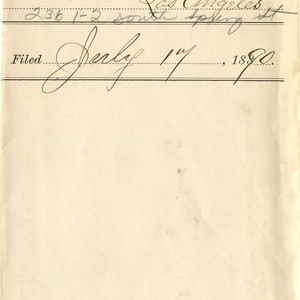 Los Angeles
236 1-2 South Spring St
Filed July 17, 1890.